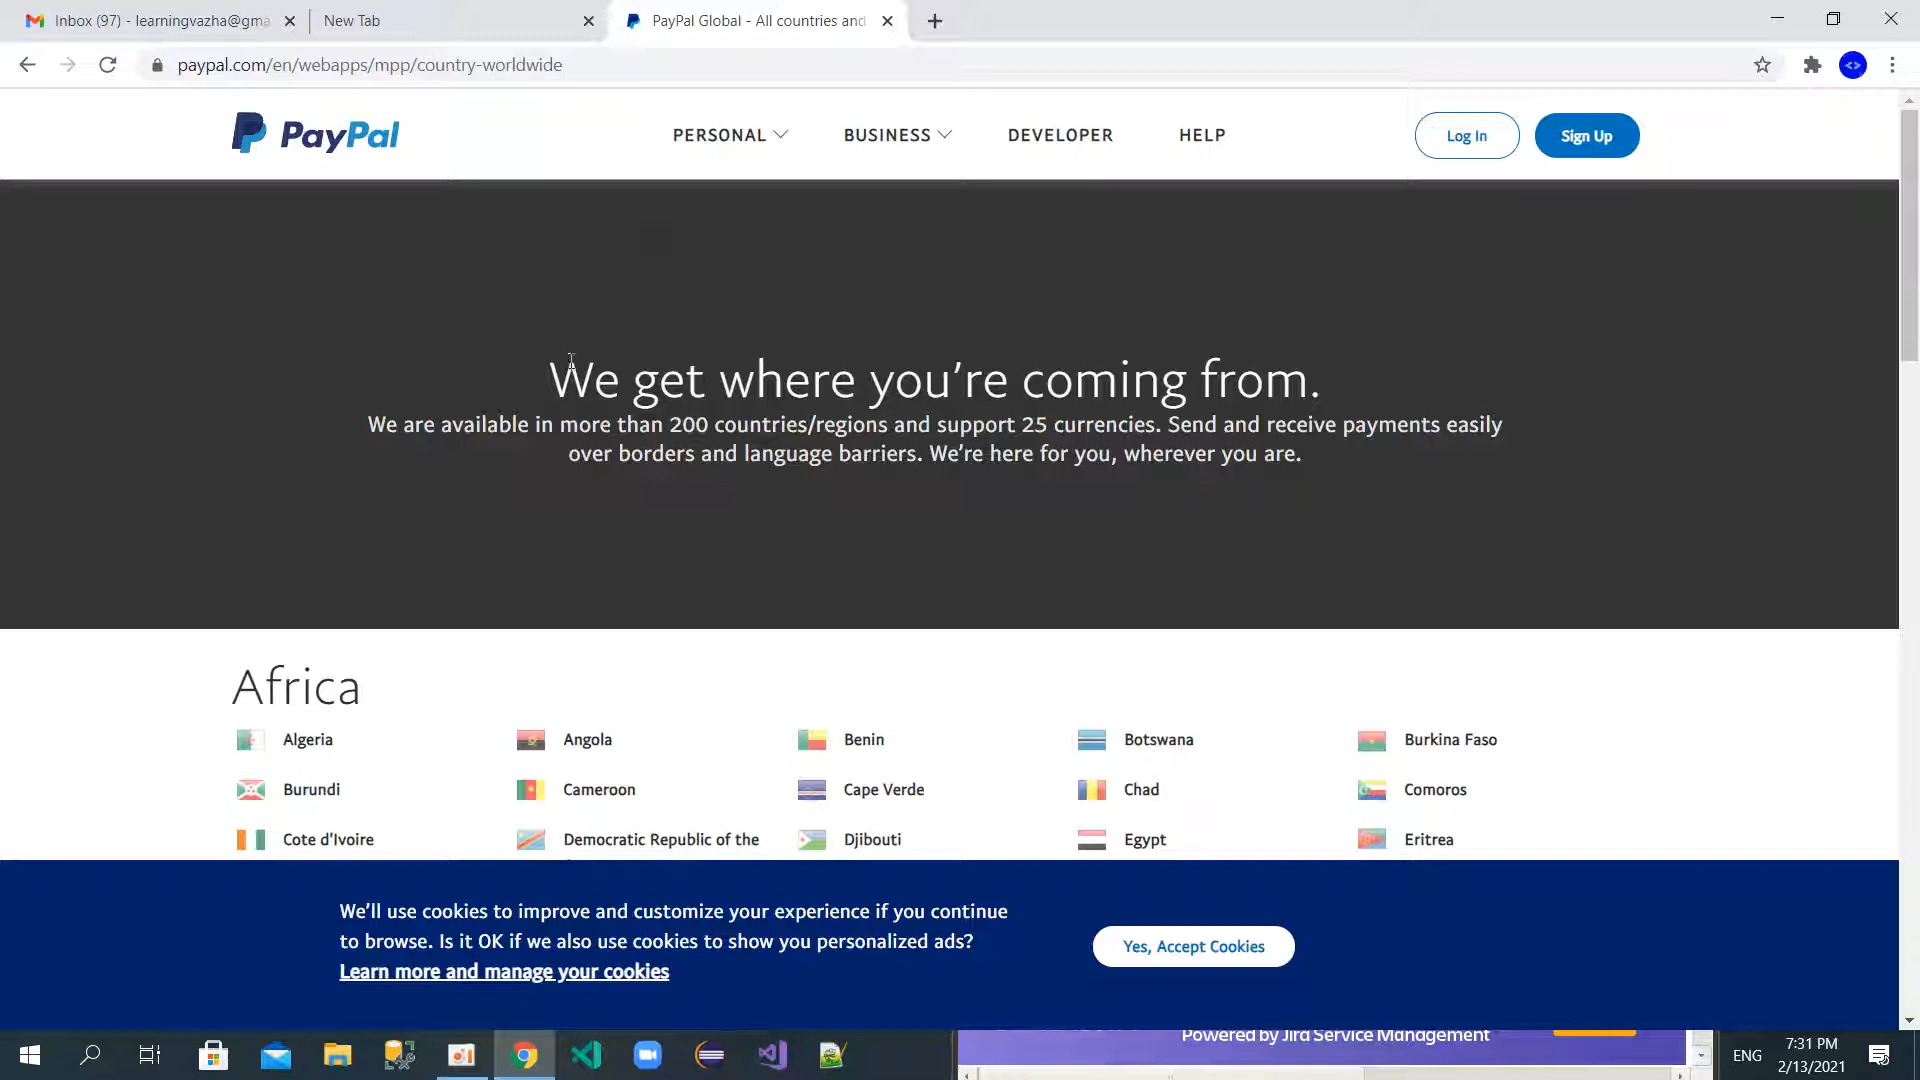 Inbox (97) - learningvazha@gma
New Tab
PayPal Global - All countries and
paypal.com/en/webapps/mpp/country-worldwide
PayPal
PERSONAL
BUSINESS
DEVELOPER
HELP
Log In
Sign Up
We get where you’re coming from.
We are available in more than 200 countries/regions and support 25 currencies. Send and receive payments easily
over borders and language barriers. We’re here for you, wherever you are.
Africa
Algeria
Angola
Benin
Botswana
Burkina Faso
Burundi
Cameroon
Cape Verde
Chad
Comoros
Cote d'Ivoire
Democratic Republic of the
Djibouti
Egypt
Eritrea
We’ll use cookies to improve and customize your experience if you continue
to browse. Is it OK if we also use cookies to show you personalized ads?
Learn more and manage your cookies
Yes, Accept Cookies
Powered by Jira Service Management
ENG
7:31 PM
2/13/2021